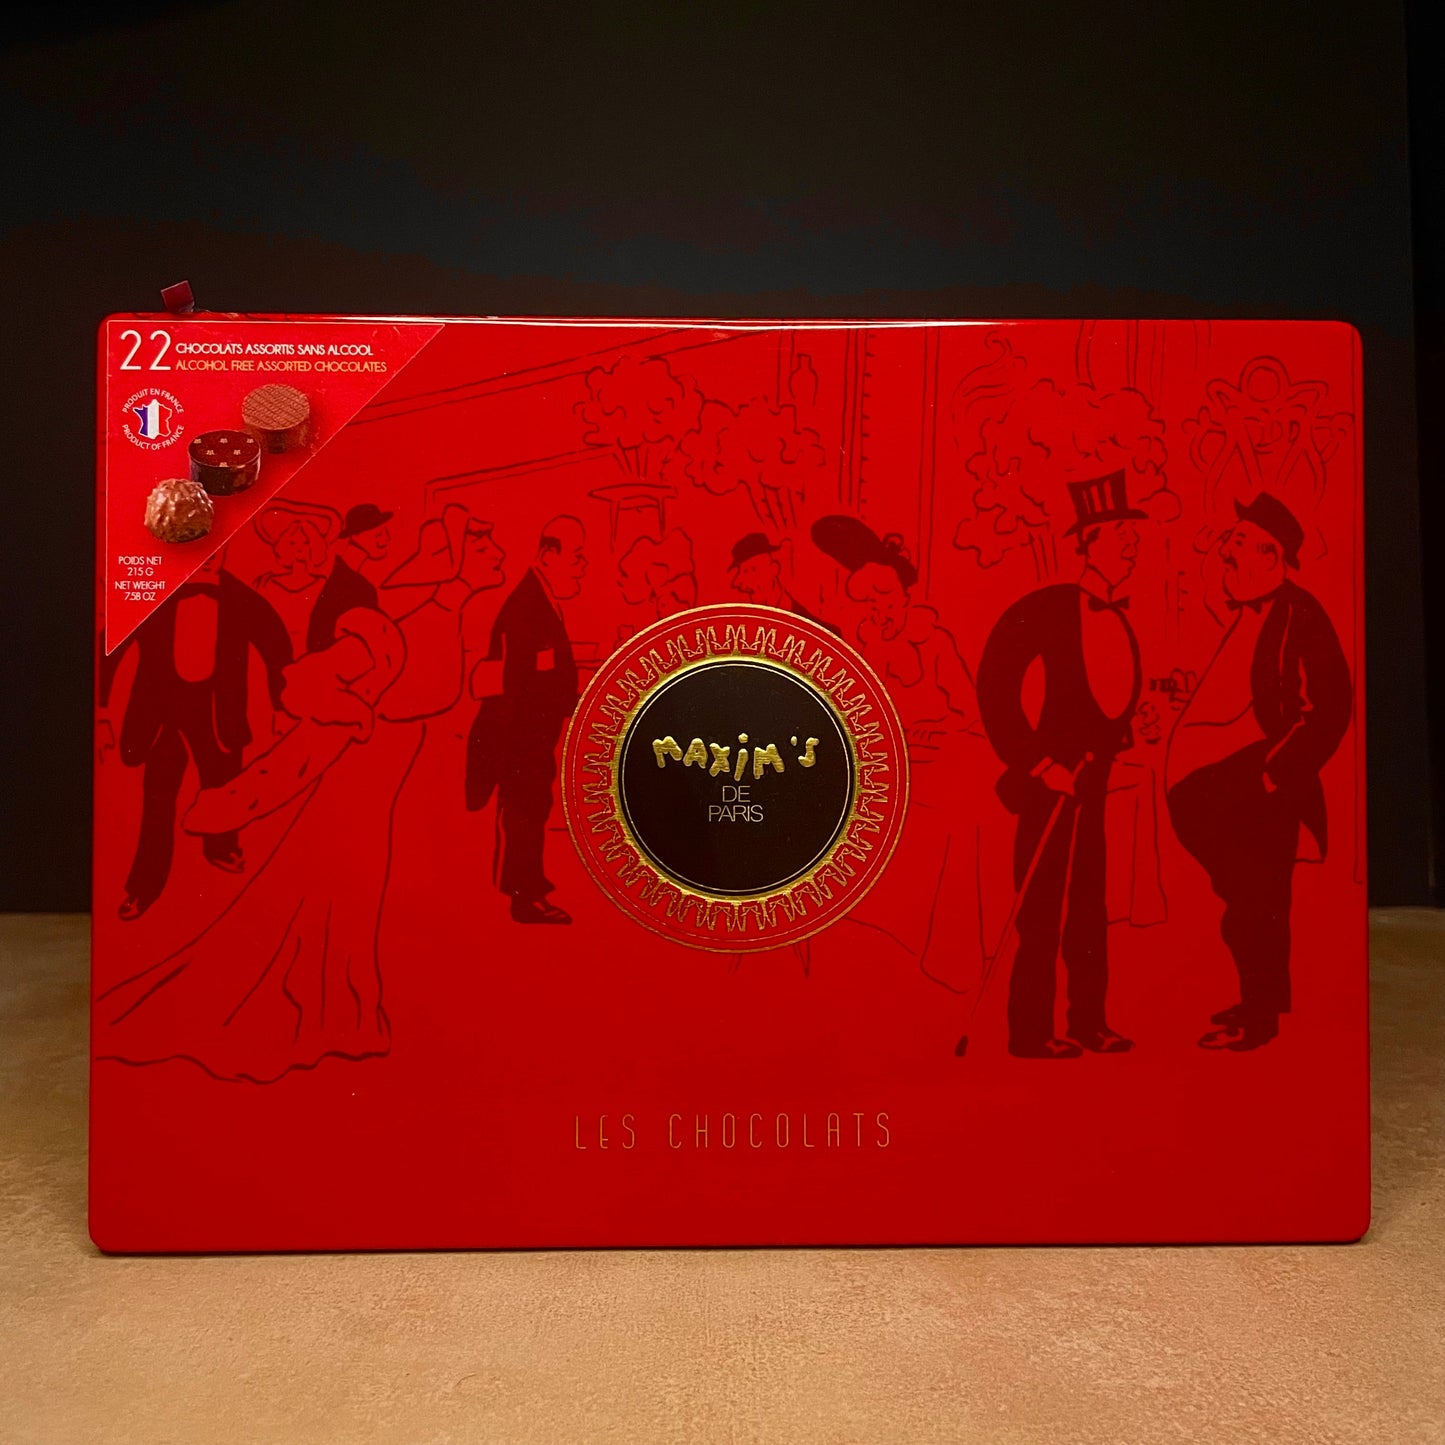 22 CHOCOLATS ASSORTIS SANS ALCOOL
ALCOHOL FREE ASSORTED CHOCOLATES
PRODUIT EN FRANCE
PRODUCT OF FRANCE
POIDS NET
215 G
NET WEIGHT
7.58 OZ
MAXIM'S
DE
PARIS
LES CHOCOLATS